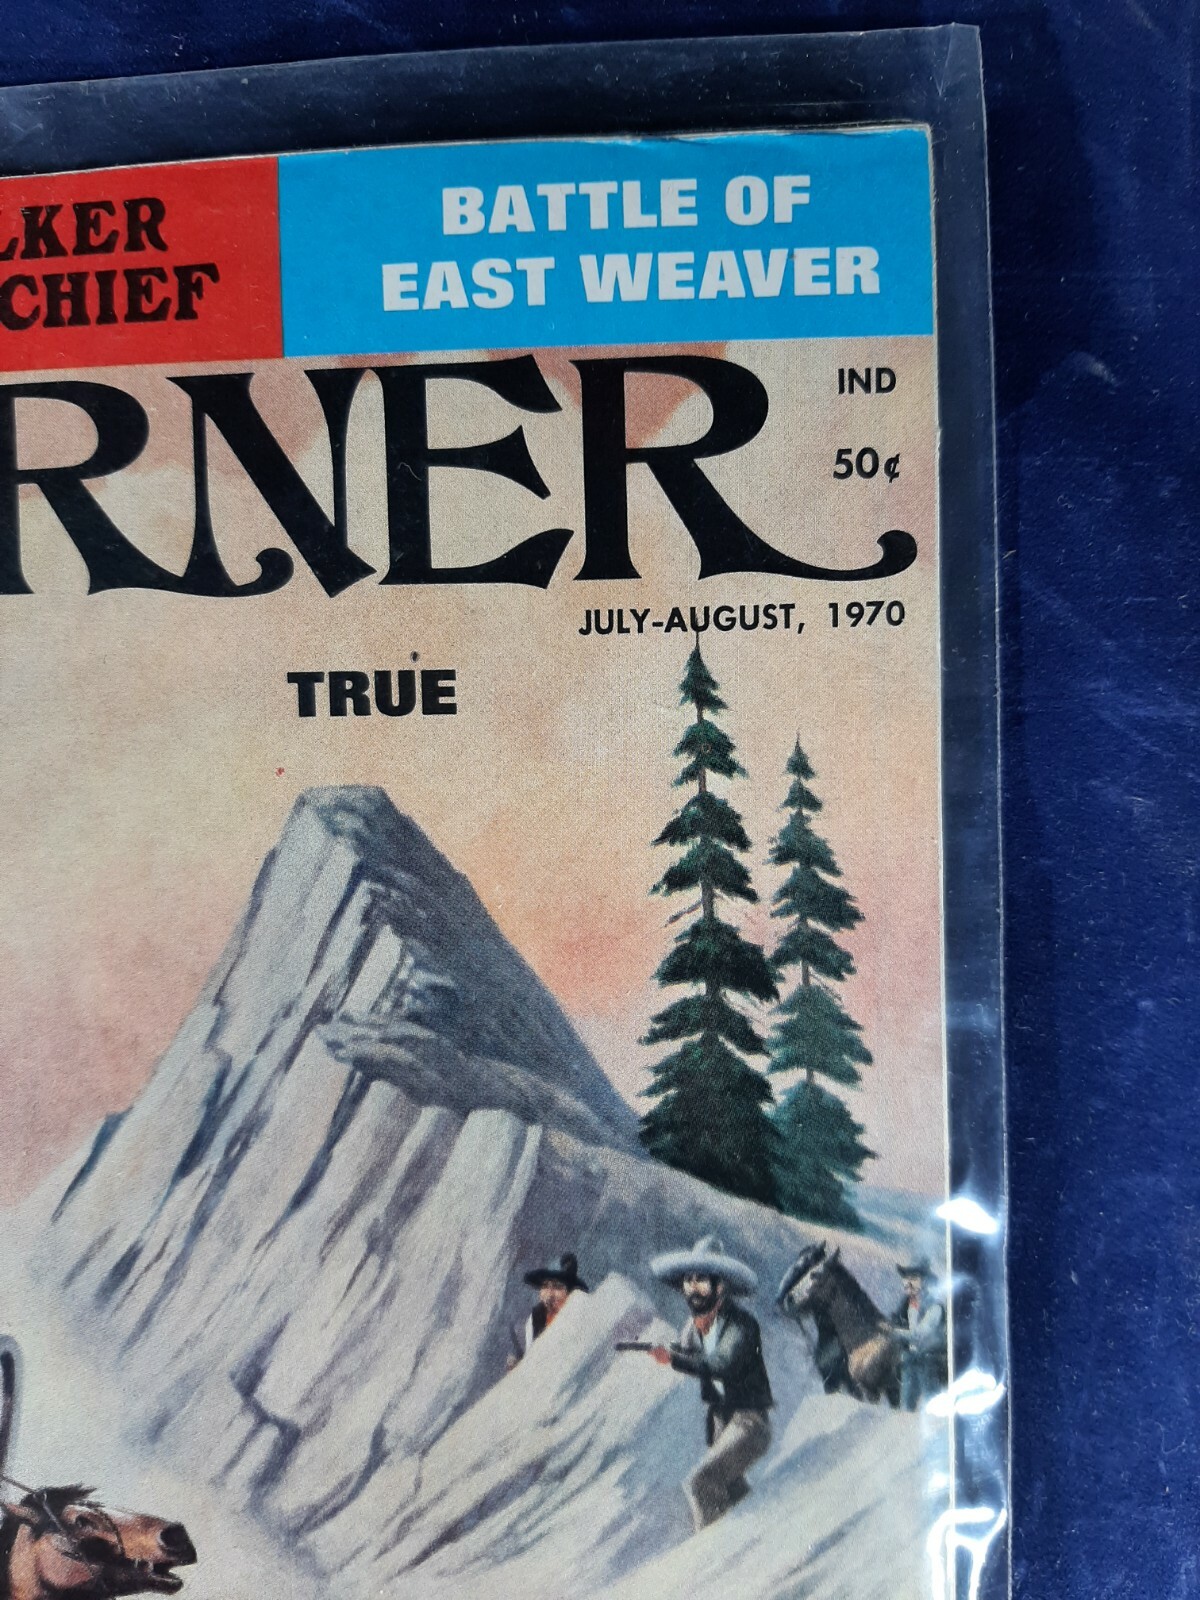 LKER
CHIEF
BATTLE OF
EAST WEAVER
RNER
IND
50¢
JULY-AUGUST, 1970
TRUE